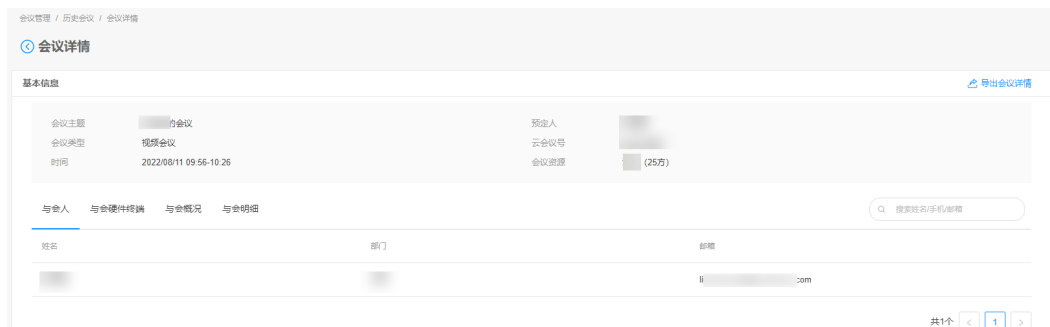 会议管理 / 历史会议 / 会议详情
会议详情
基本信息 导出会议详情
会议主题 的会议 预定人
会议类型 视频会议 云会议号
时间 2022/08/11 09:56-10:26 会议资源 (25方)
与会人 与会硬件终端 与会概况 与会明细 搜索姓名/手机/邮箱
姓名 部门 邮箱
li com
共1个 < 1 >